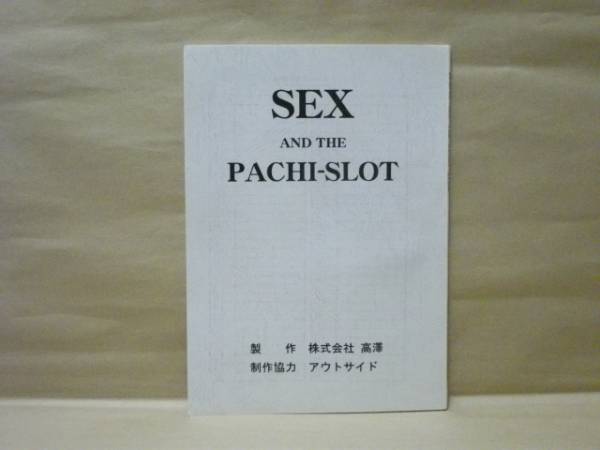 SEX
AND THE
PACHI-SLOT
製　作　株式会社 高澤
制作協力　アウトサイド